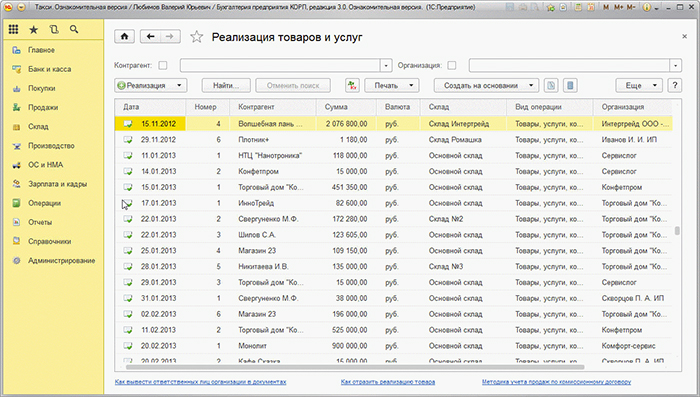 Такси. Ознакомительная версия / Любимов Валерий Юрьевич / Бухгалтерия предприятия КОРП, редакция 3.0. Ознакомительная версия. (1С:Предприятие)
M M+ M-
Главное
Банк и касса
Покупки
Продажи
Склад
Производство
ОС и НМА
Зарплата и кадры
Операции
Отчеты
Справочники
Администрирование
Реализация товаров и услуг
Контрагент: Организация:
Реализация Найти... Отменить поиск Печать Создать на основании Еще ?
Дата Номер Контрагент Сумма Валюта Склад Вид операции Организация
15.11.2012 4 Волшебная лань ... 2 076 800,00 руб. Склад Интертрейд Товары, услуги, ко... Интертрейд ООО -...
29.11.2012 6 Плотник+ 1 180,00 руб. Склад Ромашка Товары, услуги, ко... Иванов И. И. ИП
11.01.2013 1 НТЦ "Нанотроника" 118 000,00 руб. Основной склад Товары, услуги, ко... Сервислог
14.01.2013 2 Конфетпром 15 000,00 руб. Основной склад Товары, услуги, ко... Сервислог
15.01.2013 1 Торговый дом "Ко... 451 350,00 руб. Основной склад Товары, услуги, ко... Конфетпром
17.01.2013 1 ИнноТрейд 82 600,00 руб. Основной склад Товары, услуги, ко... Торговый дом "Ко...
22.01.2013 2 Свергуненко М.Ф. 172 280,00 руб. Склад №2 Товары, услуги, ко... Торговый дом "Ко...
22.01.2013 3 Шипов С.А. 123 605,00 руб. Основной склад Товары, услуги, ко... Торговый дом "Ко...
25.01.2013 4 Магазин 23 109 150,00 руб. Основной склад Товары, услуги, ко... Торговый дом "Ко...
28.01.2013 5 Никитаева И.В. 135 000,00 руб. Склад №3 Товары, услуги, ко... Торговый дом "Ко...
29.01.2013 3 Торговый дом "Ко... 15 000,00 руб. Основной склад Товары, услуги, ко... Сервислог
31.01.2013 1 Свергуненко М.Ф. 38 000,00 руб. Основной склад Товары, услуги, ко... Скворцов П. А. ИП
02.02.2013 6 Магазин 23 196 000,00 руб. Основной склад Товары, услуги, ко... Торговый дом "Ко...
11.02.2013 2 Торговый дом "Ко... 525 000,00 руб. Основной склад Товары, услуги, ко... Конфетпром
20.02.2013 1 Монолит 900 000,00 руб. Основной склад Товары, услуги, ко... Комфорт-сервис
20.02.2013 2 Кафе Сказка 15 000,00 руб. Основной склад Товары, услуги, ко... Скворцов П. А. ИП
Как вывести ответственных лиц организации в документах Как отразить реализацию товара Методика учета продаж по комиссионному договору